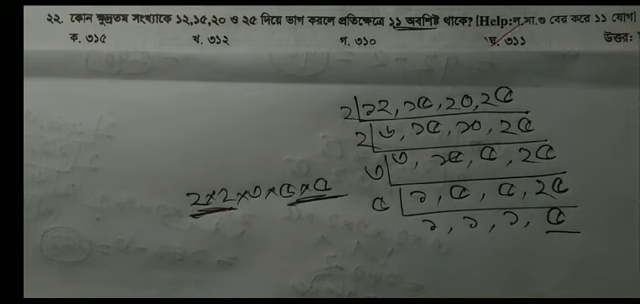 ২২. কোন ক্ষুদ্রতম সংখ্যাকে ১২,১৫,২০ ও ২৫ দিয়ে ভাগ করলে প্রতিক্ষেত্রে ১১ অবশিষ্ট থাকে? [Help:ল.সা.গু বের করে ১১ যোগ]
ক. ৩১৫ খ. ৩১২ গ. ৩১০ ঘ. ৩১১ উত্তর:
২ ১২, ১৫, ২০, ২৫
২ ৬, ১৫, ১০, ২৫
৩ ৩, ১৫, ৫, ২৫
২×২×৩×৫×৫
৫ ১, ৫, ৫, ২৫
১, ১, ১, ৫